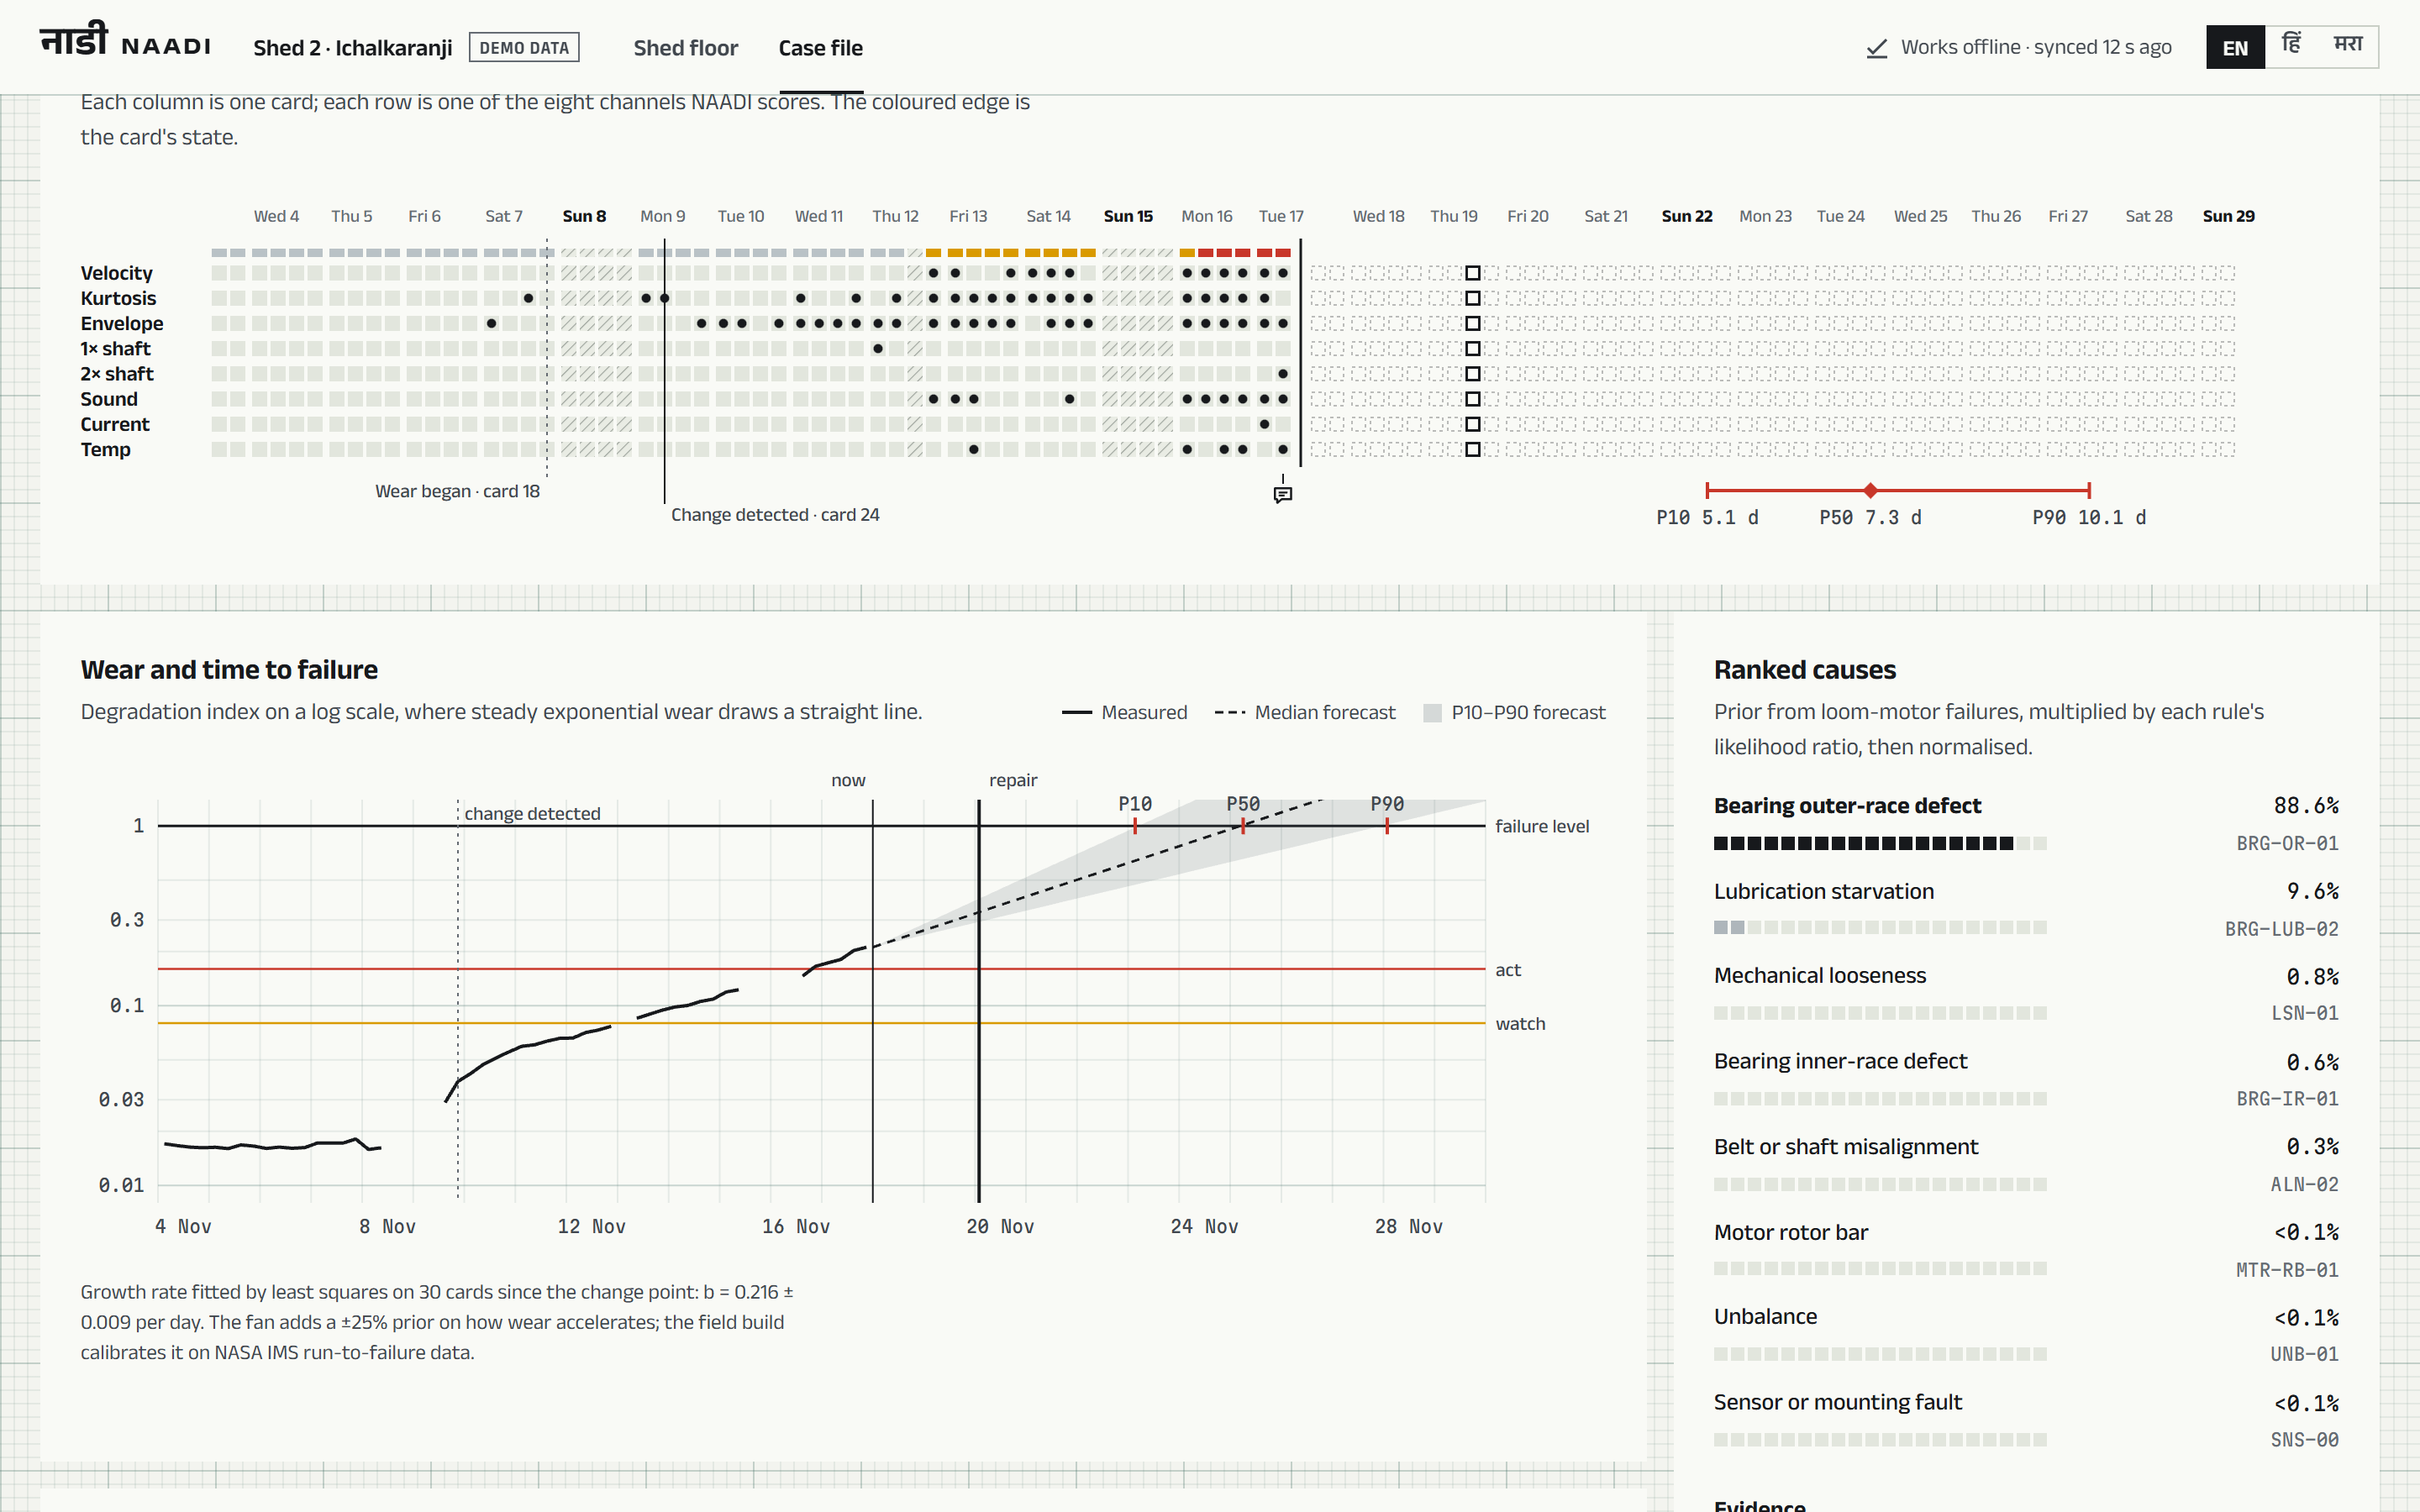 नाडी NAADI
Shed 2 · Ichalkaranji
DEMO DATA
Shed floor
Case file
Works offline · synced 12 s ago
EN
हिं
मरा
Each column is one card; each row is one of the eight channels NAADI scores. The coloured edge is
the card's state.
Wed 4 Thu 5 Fri 6 Sat 7 Sun 8 Mon 9 Tue 10 Wed 11 Thu 12 Fri 13 Sat 14 Sun 15 Mon 16 Tue 17 Wed 18 Thu 19 Fri 20 Sat 21 Sun 22 Mon 23 Tue 24 Wed 25 Thu 26 Fri 27 Sat 28 Sun 29
Velocity
Kurtosis
Envelope
1× shaft
2× shaft
Sound
Current
Temp
Wear began · card 18
Change detected · card 24
P10 5.1 d
P50 7.3 d
P90 10.1 d
Wear and time to failure
Degradation index on a log scale, where steady exponential wear draws a straight line.
Measured
Median forecast
P10–P90 forecast
now
repair
change detected
P10
P50
P90
1
failure level
0.3
act
0.1
watch
0.03
0.01
4 Nov 8 Nov 12 Nov 16 Nov 20 Nov 24 Nov 28 Nov
Growth rate fitted by least squares on 30 cards since the change point: b = 0.216 ±
0.009 per day. The fan adds a ±25% prior on how wear accelerates; the field build
calibrates it on NASA IMS run-to-failure data.
Ranked causes
Prior from loom-motor failures, multiplied by each rule's
likelihood ratio, then normalised.
Bearing outer-race defect 88.6%
BRG-OR-01
Lubrication starvation 9.6%
BRG-LUB-02
Mechanical looseness 0.8%
LSN-01
Bearing inner-race defect 0.6%
BRG-IR-01
Belt or shaft misalignment 0.3%
ALN-02
Motor rotor bar <0.1%
MTR-RB-01
Unbalance <0.1%
UNB-01
Sensor or mounting fault <0.1%
SNS-00
Evidence